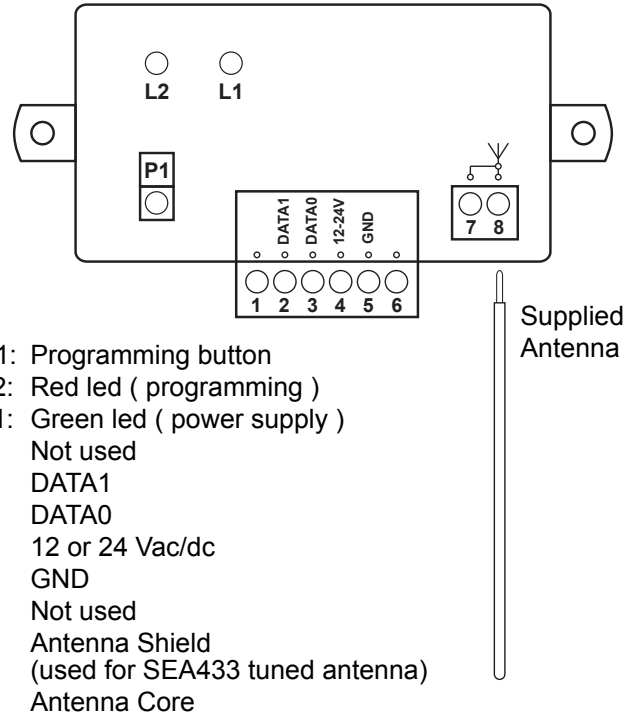 L2 L1
P1
DATA1 DATA0 12-24V GND
1 2 3 4 5 6
7 8
Supplied
Antenna
1: Programming button
2: Red led ( programming )
1: Green led ( power supply )
Not used
DATA1
DATA0
12 or 24 Vac/dc
GND
Not used
Antenna Shield
(used for SEA433 tuned antenna)
Antenna Core